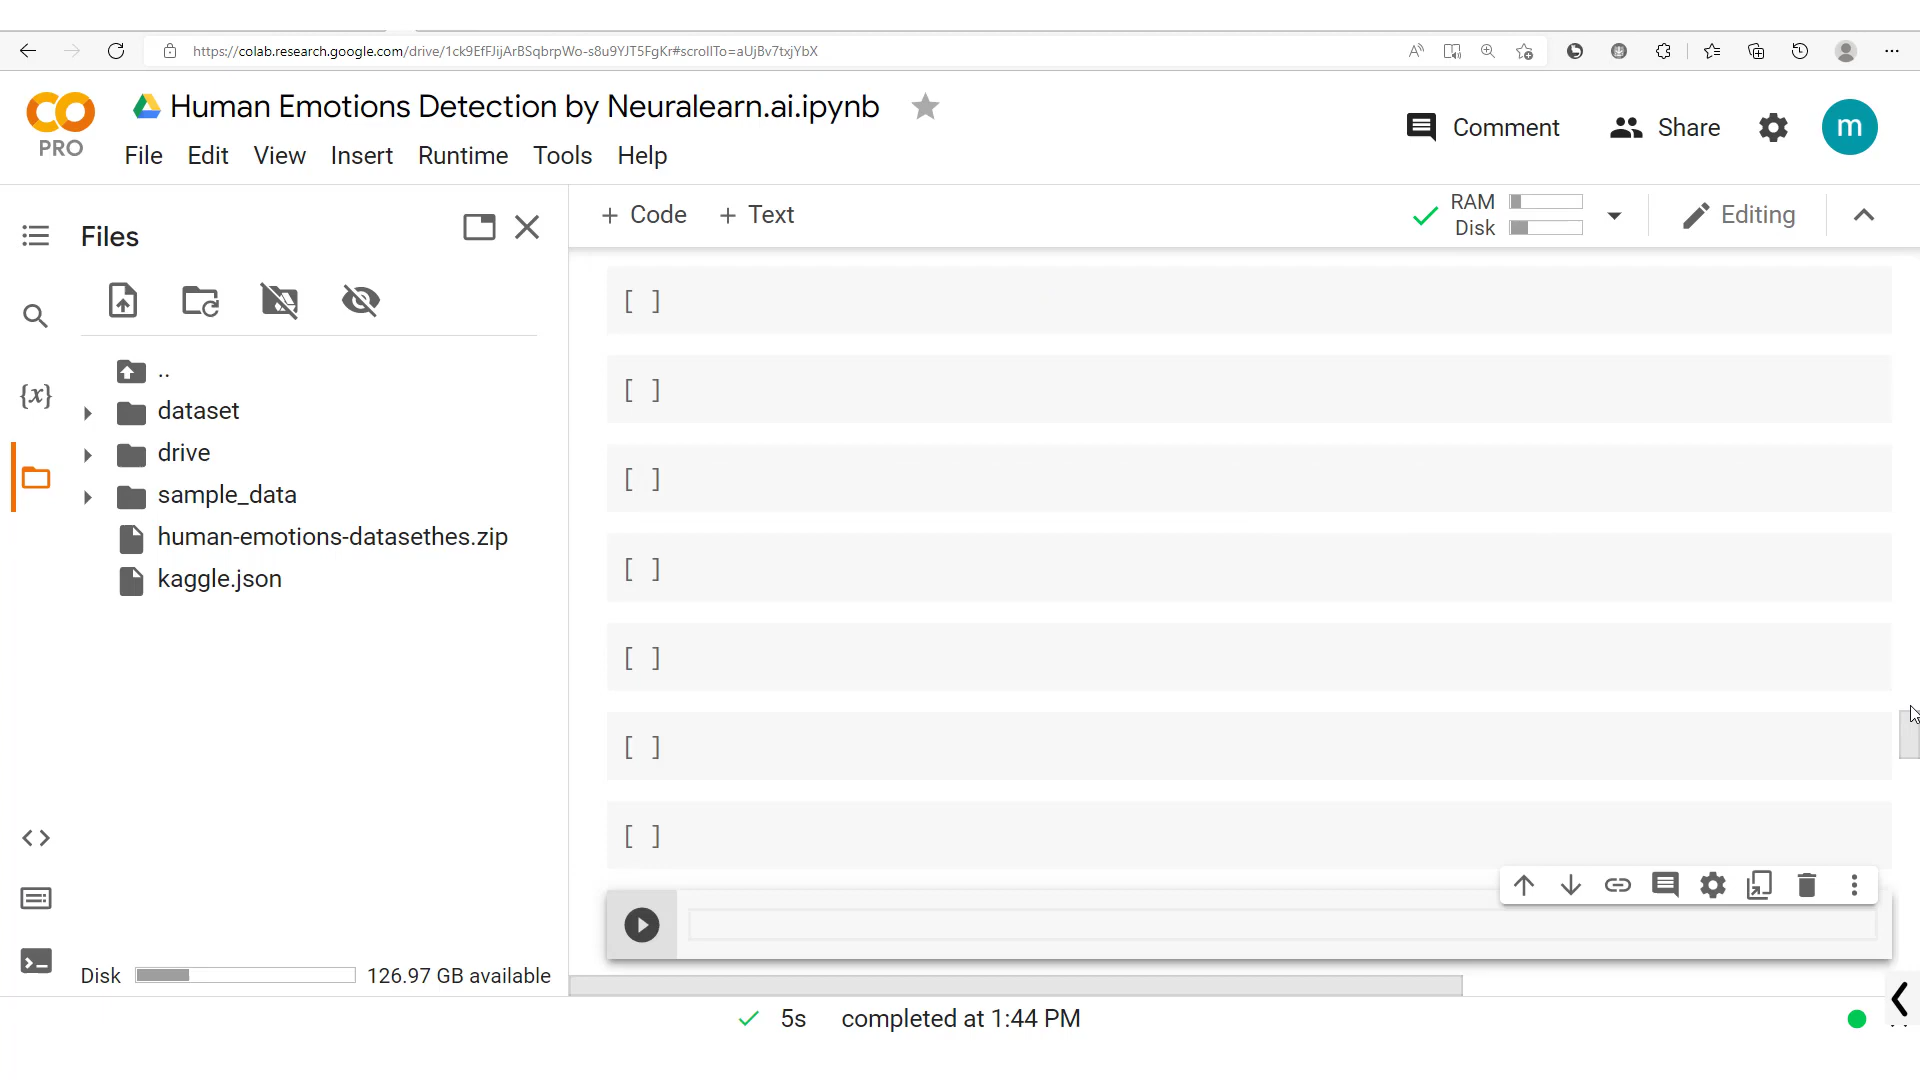 https://colab.research.google.com/drive/1ck9EfFJijArBSqbrpWo-s8u9YJT5FgKr#scrollTo=aUjBv7txjYbX
CO
PRO
Human Emotions Detection by Neuralearn.ai.ipynb
File Edit View Insert Runtime Tools Help
Comment
Share
m
Files
+ Code + Text
RAM
Disk
Editing
{x}
..
dataset
drive
sample_data
human-emotions-datasethes.zip
kaggle.json
[ ]
[ ]
[ ]
[ ]
[ ]
[ ]
[ ]
Disk 126.97 GB available
5s completed at 1:44 PM